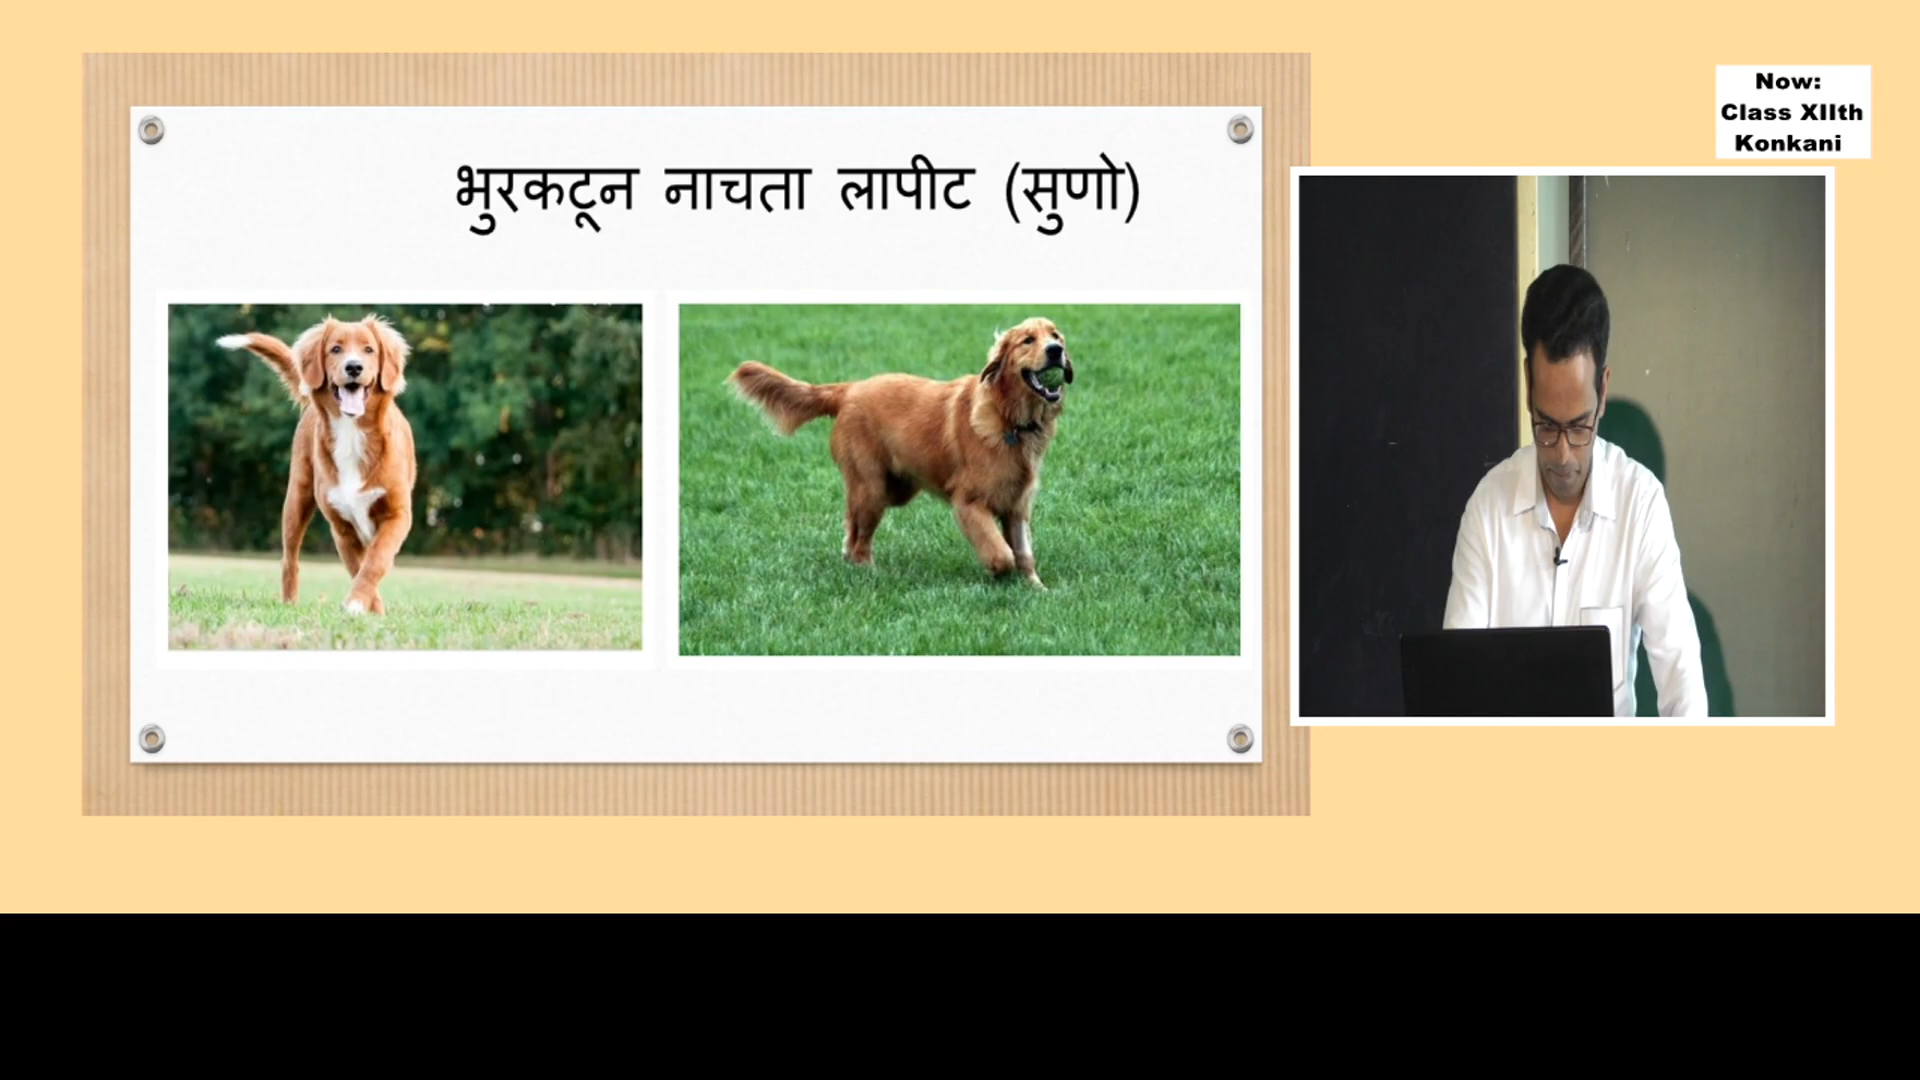 भुरकटून नाचता लापीट (सुणो)
Now:
Class XIIth
Konkani